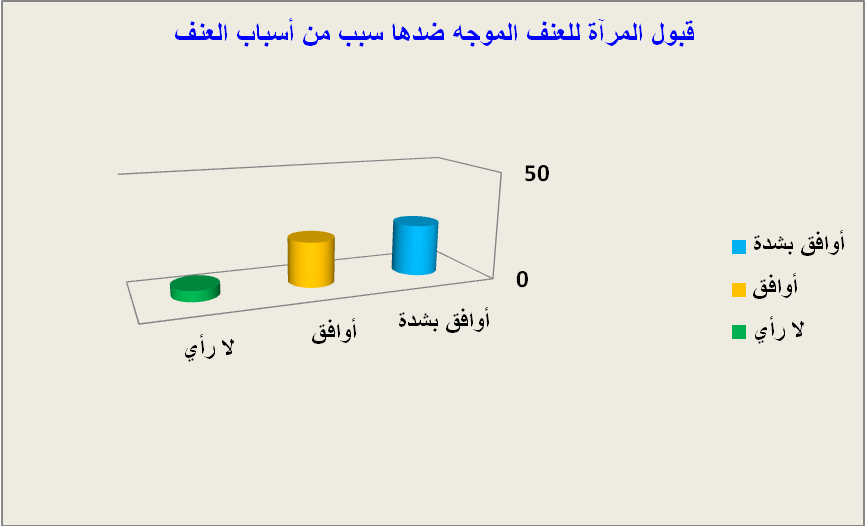 قبول المرآة للعنف الموجه ضدها سبب من أسباب العنف
50
0
أوافق بشدة
أوافق
لا رأي
أوافق بشدة
أوافق
لا رأي